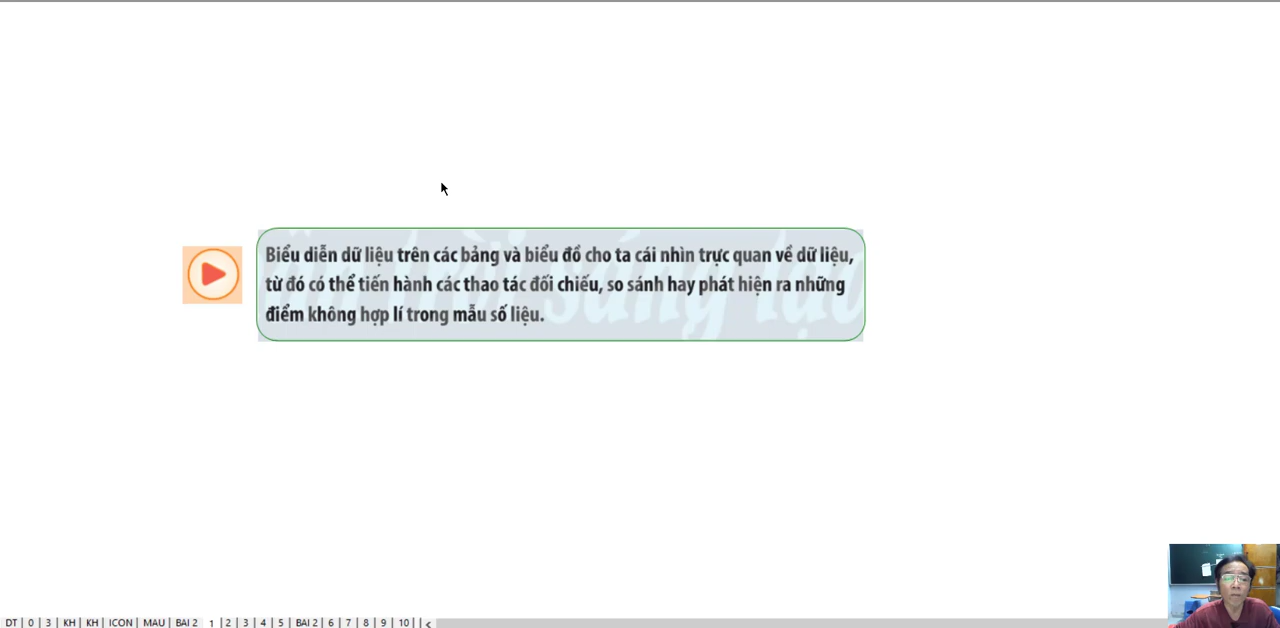 Biểu diễn dữ liệu trên các bảng và biểu đồ cho ta cái nhìn trực quan về dữ liệu,
từ đó có thể tiến hành các thao tác đối chiếu, so sánh hay phát hiện ra những
điểm không hợp lí trong mẫu số liệu.
DT | 0 | 3 | KH | KH | ICON | MAU | BAI 2 1 | 2 | 3 | 4 | 5 | BAI 2 | 6 | 7 | 8 | 9 | 10 | | <